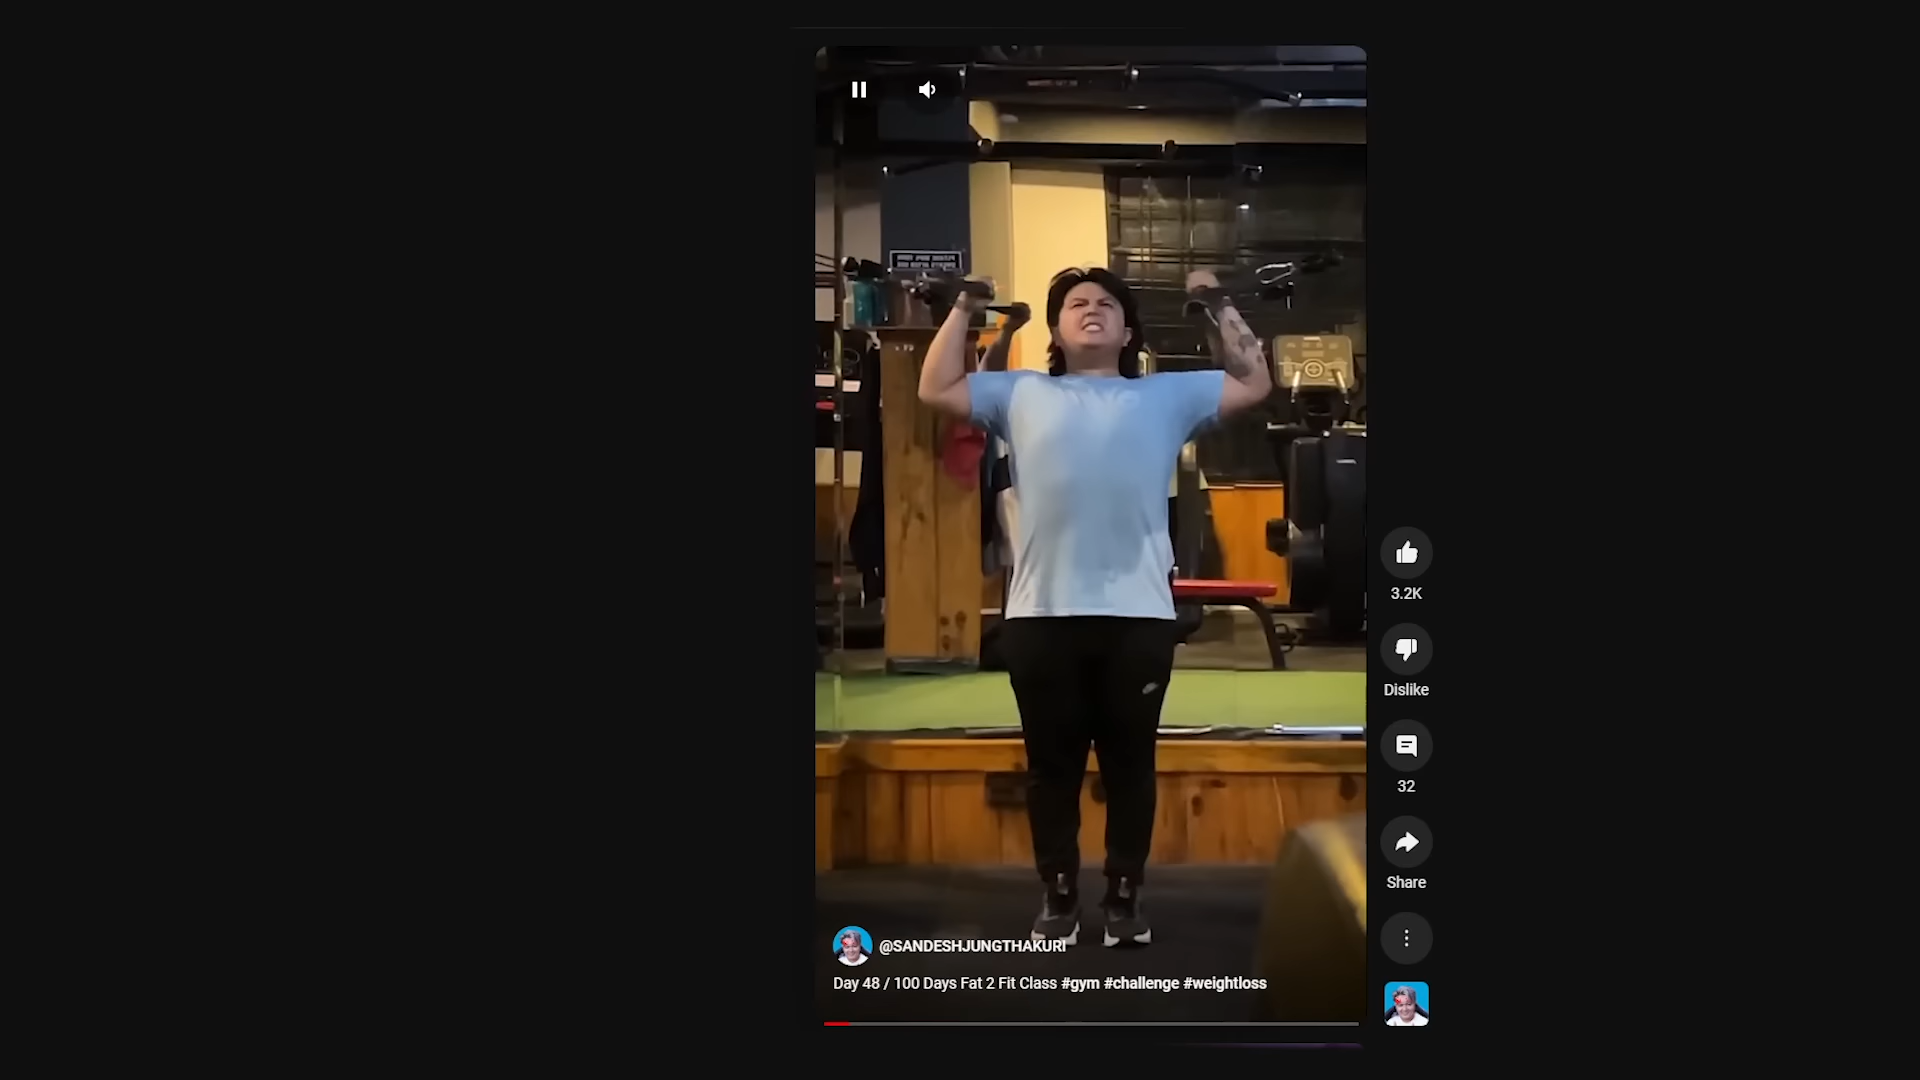 3.2K
Dislike
32
Share
@SANDESHJUNGTHAKURI
Day 48 / 100 Days Fat 2 Fit Class #gym #challenge #weightloss